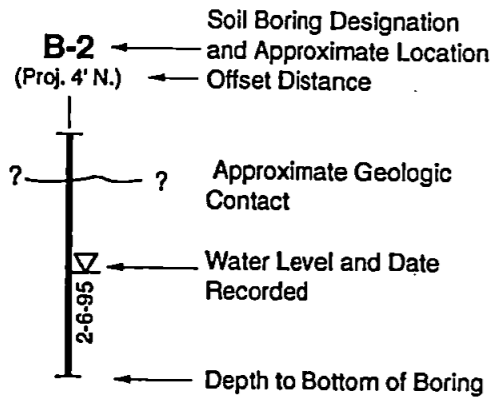 B-2
(Proj. 4' N.)
Soil Boring Designation
and Approximate Location
Offset Distance
? ?
Approximate Geologic
Contact
Water Level and Date
Recorded
2-6-95
Depth to Bottom of Boring